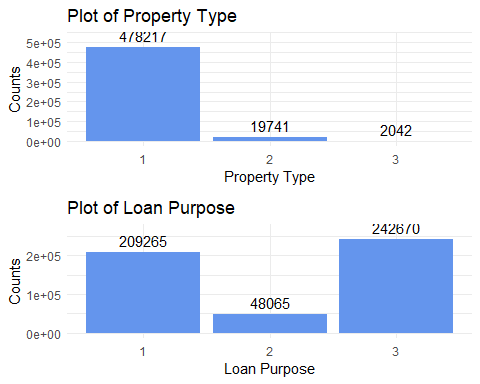 Plot of Property Type
478217
5e+05
4e+05
3e+05
2e+05
1e+05
0e+00
Counts
19741
2042
1 2 3
Property Type
Plot of Loan Purpose
242670
209265
2e+05
48065
1e+05
0e+00
Counts
1 2 3
Loan Purpose